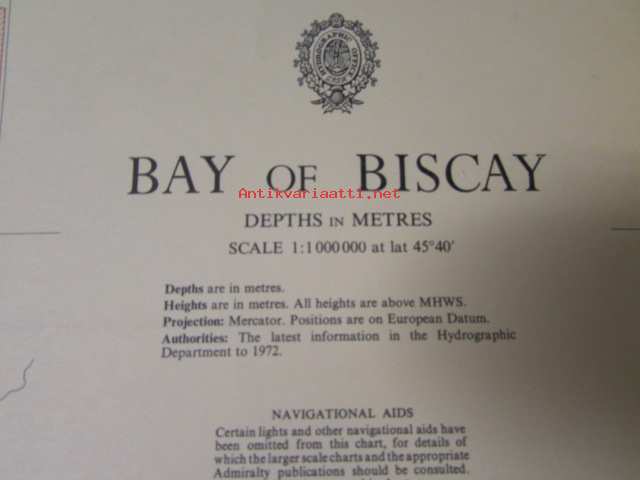 HYDROGRAPHIC OFFICE
BAY OF BISCAY
Antikvariaatti.net
DEPTHS IN METRES
SCALE 1:1 000 000 at lat 45°40'
Depths are in metres.
Heights are in metres. All heights are above MHWS.
Projection: Mercator. Positions are on European Datum.
Authorities: The latest information in the Hydrographic
Department to 1972.
NAVIGATIONAL AIDS
Certain lights and other navigational aids have
been omitted from this chart, for details of
which the larger scale charts and the appropriate
Admiralty publications should be consulted.